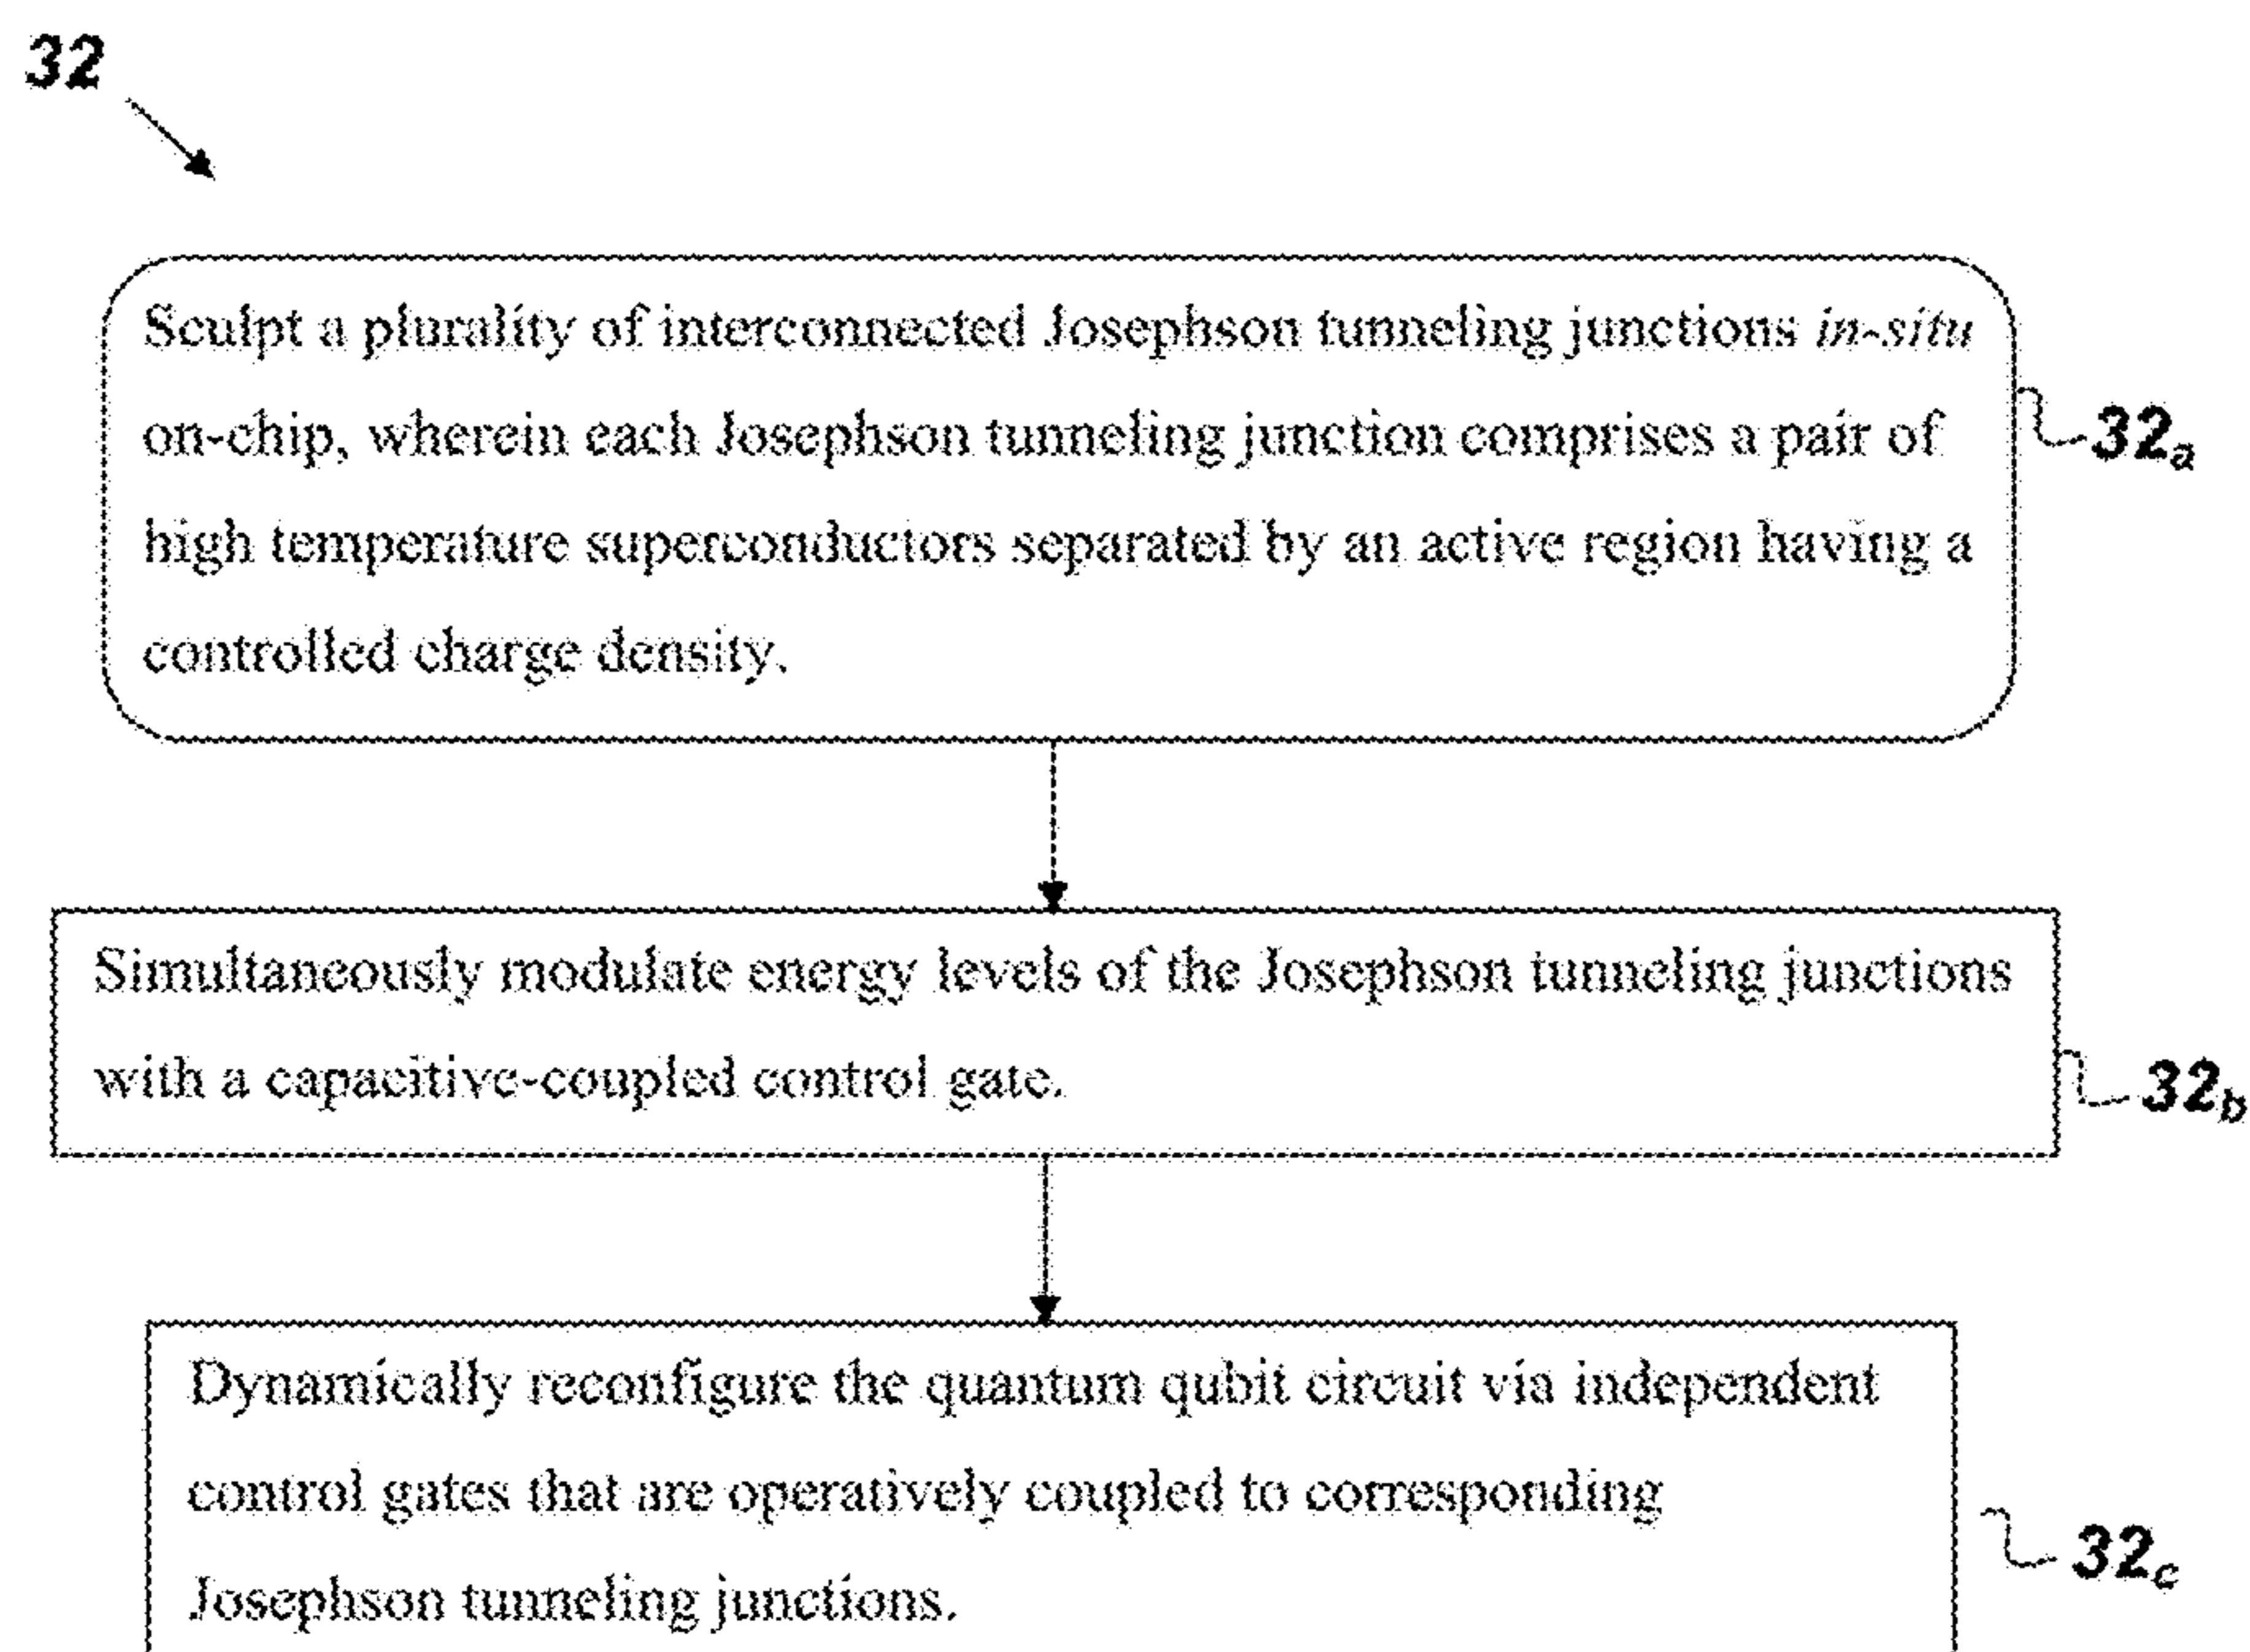 32
Sculpt a plurality of interconnected Josephson tunneling junctions in-situ
on-chip, wherein each Josephson tunneling junction comprises a pair of
high temperature superconductors separated by an active region having a
controlled charge density.
32a
Simultaneously modulate energy levels of the Josephson tunneling junctions
with a capacitive-coupled control gate.
32b
Dynamically reconfigure the quantum qubit circuit via independent
control gates that are operatively coupled to corresponding
Josephson tunneling junctions.
32c